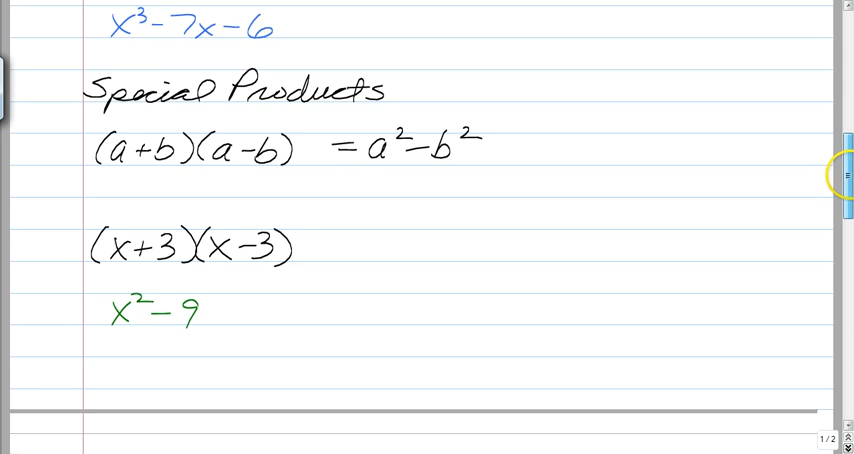 x³ - 7x - 6
Special Products
(a+b)(a-b) = a² - b²
(x+3)(x-3)
x² - 9
1/2